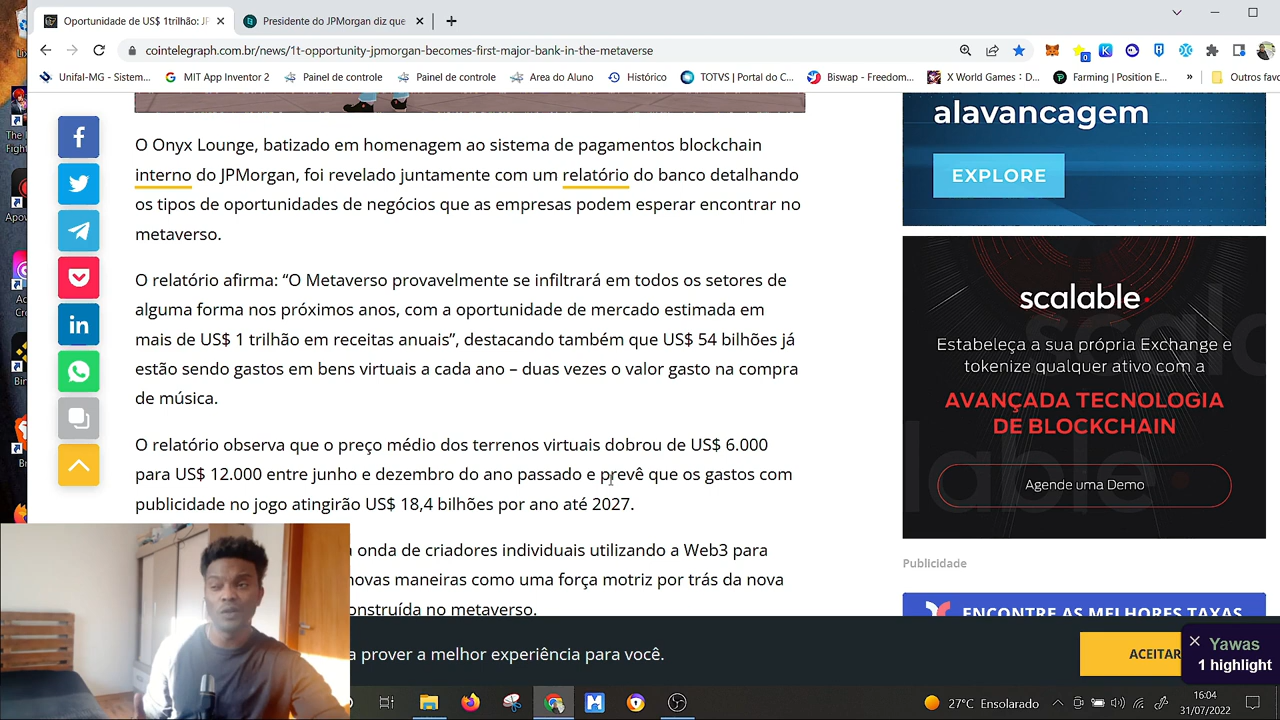 Oportunidade de US$ 1trilhão: JF
Presidente do JPMorgan diz que
cointelegraph.com.br/news/1t-opportunity-jpmorgan-becomes-first-major-bank-in-the-metaverse
Unifal-MG - Sistem...
MIT App Inventor 2
Painel de controle
Painel de controle
Area do Aluno
Histórico
TOTVS | Portal do C...
Biswap - Freedom...
X World Games : D...
Farming | Position E...
Outros favo
O Onyx Lounge, batizado em homenagem ao sistema de pagamentos blockchain
interno do JPMorgan, foi revelado juntamente com um relatório do banco detalhando
os tipos de oportunidades de negócios que as empresas podem esperar encontrar no
metaverso.
O relatório afirma: “O Metaverso provavelmente se infiltrará em todos os setores de
alguma forma nos próximos anos, com a oportunidade de mercado estimada em
mais de US$ 1 trilhão em receitas anuais”, destacando também que US$ 54 bilhões já
estão sendo gastos em bens virtuais a cada ano – duas vezes o valor gasto na compra
de música.
O relatório observa que o preço médio dos terrenos virtuais dobrou de US$ 6.000
para US$ 12.000 entre junho e dezembro do ano passado e prevê que os gastos com
publicidade no jogo atingirão US$ 18,4 bilhões por ano até 2027.
onda de criadores individuais utilizando a Web3 para
novas maneiras como uma força motriz por trás da nova
onstruída no metaverso.
alavancagem
EXPLORE
scalable
Estabeleça a sua própria Exchange e
tokenize qualquer ativo com a
AVANÇADA TECNOLOGIA
DE BLOCKCHAIN
Agende uma Demo
Publicidade
ENCONTRE AS MELHORES TAXAS
a prover a melhor experiência para você.
ACEITAR
Yawas
1 highlight
27°C Ensolarado
16:04
31/07/2022